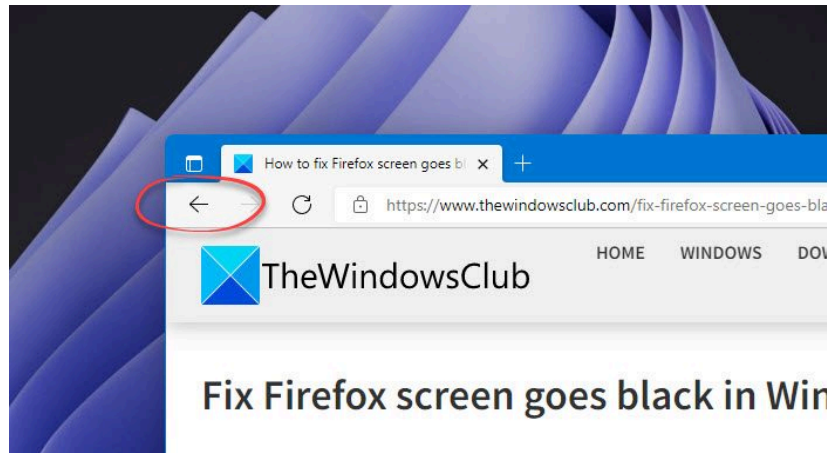 How to fix Firefox screen goes bl
https://www.thewindowsclub.com/fix-firefox-screen-goes-bla
TheWindowsClub
HOME WINDOWS DOW
Fix Firefox screen goes black in Win